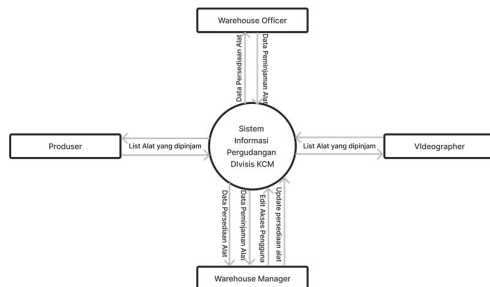 Warehouse Officer
Data Persediaan Alat
Data Peminjaman Alat
Produser
List Alat yang dipinjam
Sistem
Informasi
Pergudangan
DIvisis KCM
List Alat yang dipinjam
VIdeographer
Data Persediaan Alat
Data Peminjaman Alat
Edit Akses Pengguna
Update persediaan alat
Warehouse Manager